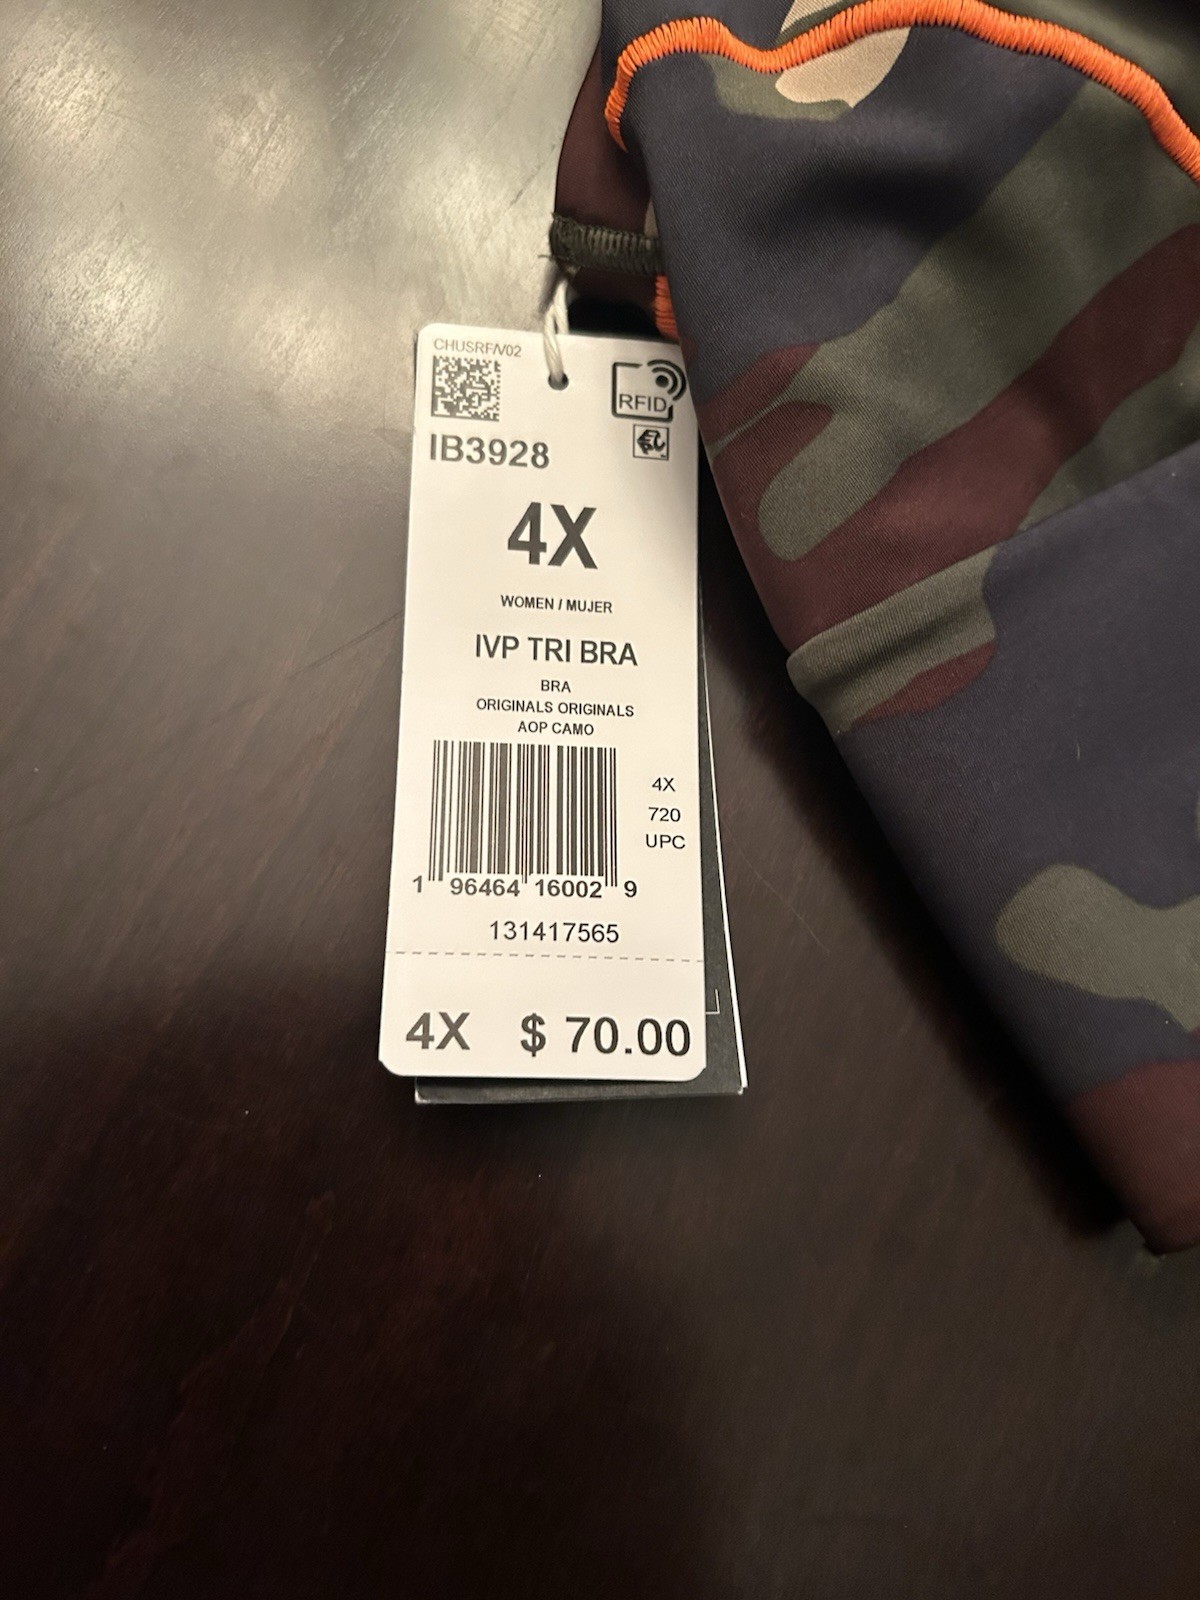 CHUSRF/V02
RFID
IB3928
4X
WOMEN / MUJER
IVP TRI BRA
BRA
ORIGINALS ORIGINALS
AOP CAMO
4X
720
UPC
1 96464 16002 9
131417565
4X $ 70.00